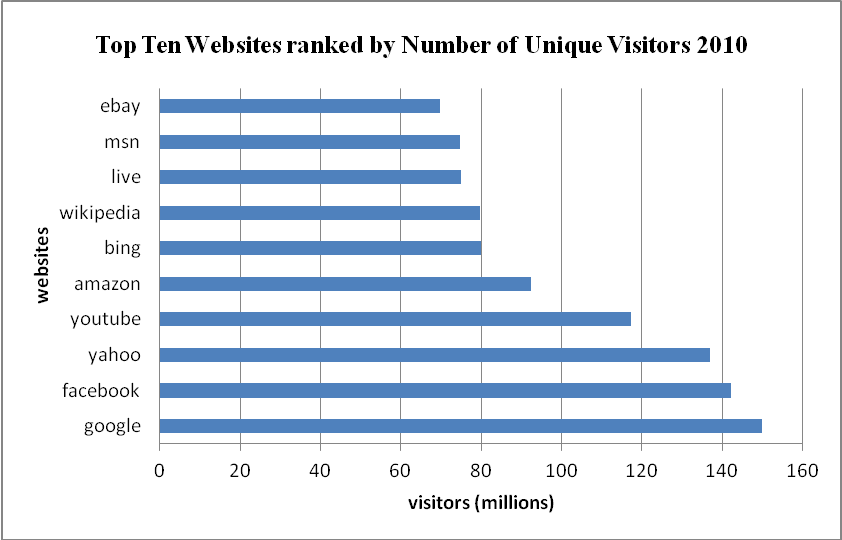 Top Ten Websites ranked by Number of Unique Visitors 2010
ebay
msn
live
wikipedia
bing
amazon
youtube
yahoo
facebook
google
websites
0 20 40 60 80 100 120 140 160
visitors (millions)